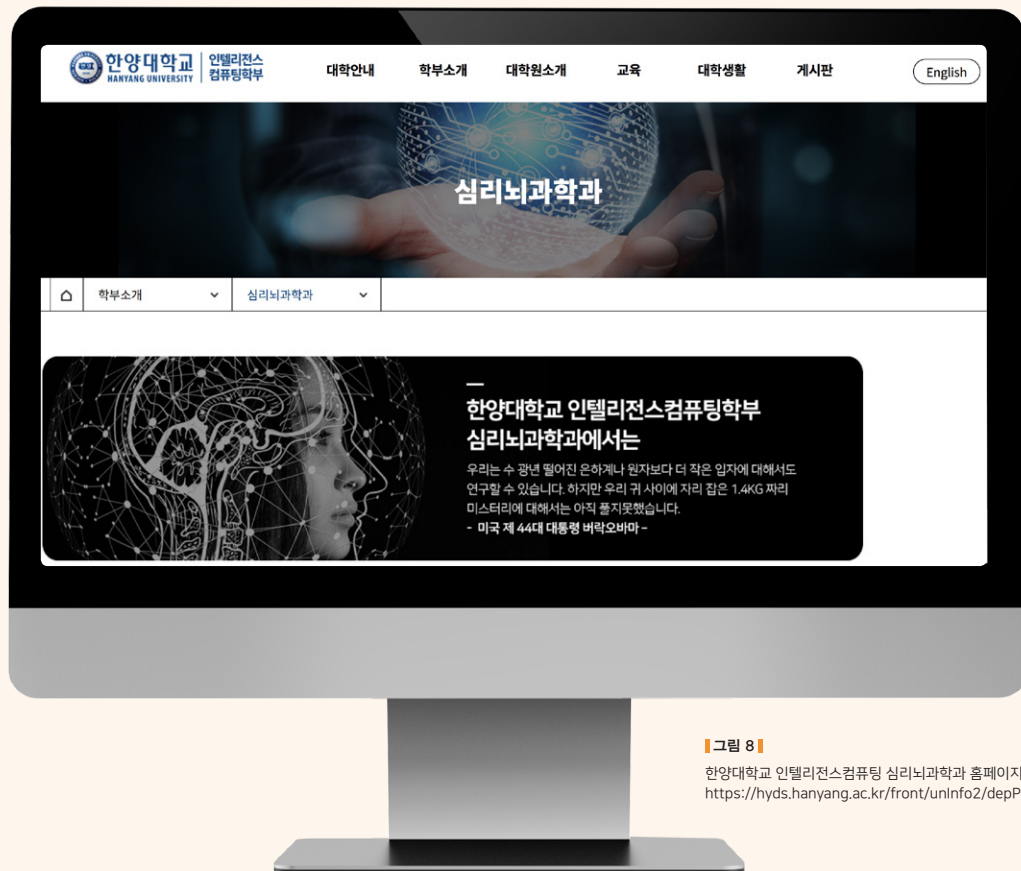 한양대학교
HANYANG UNIVERSITY
인텔리전스
컴퓨팅학부
대학안내 학부소개 대학원소개 교육 대학생활 게시판 English
심리뇌과학과
학부소개 심리뇌과학과
한양대학교 인텔리전스컴퓨팅학부
심리뇌과학과에서는
우리는 수 광년 떨어진 은하계나 원자보다 더 작은 입자에 대해서도
연구할 수 있습니다. 하지만 우리 귀 사이에 자리 잡은 1.4KG 짜리
미스터리에 대해서는 아직 풀지못했습니다.
- 미국 제 44대 대통령 버락오바마 -
그림 8
한양대학교 인텔리전스컴퓨팅 심리뇌과학과 홈페이지
https://hyds.hanyang.ac.kr/front/unInfo2/depP